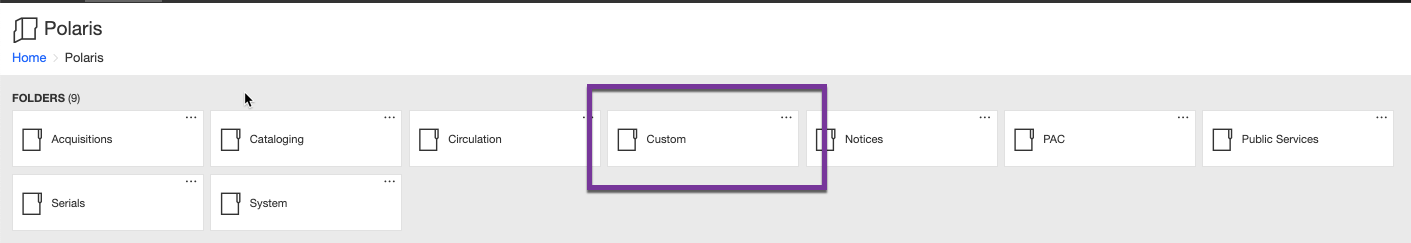 Polaris
Home > Polaris
FOLDERS (9)
Acquisitions
Cataloging
Circulation
Custom
Notices
PAC
Public Services
Serials
System